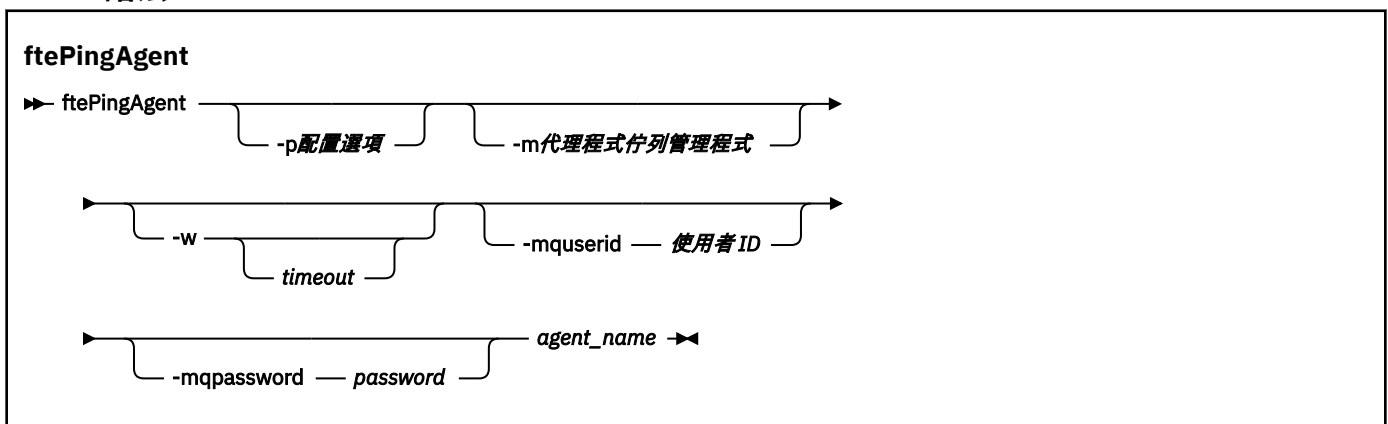 ftePingAgent
ftePingAgent
-p配置選項
-m代理程式佇列管理程式
-w
timeout
-mquserid
使用者 ID
-mqpassword
password
agent_name